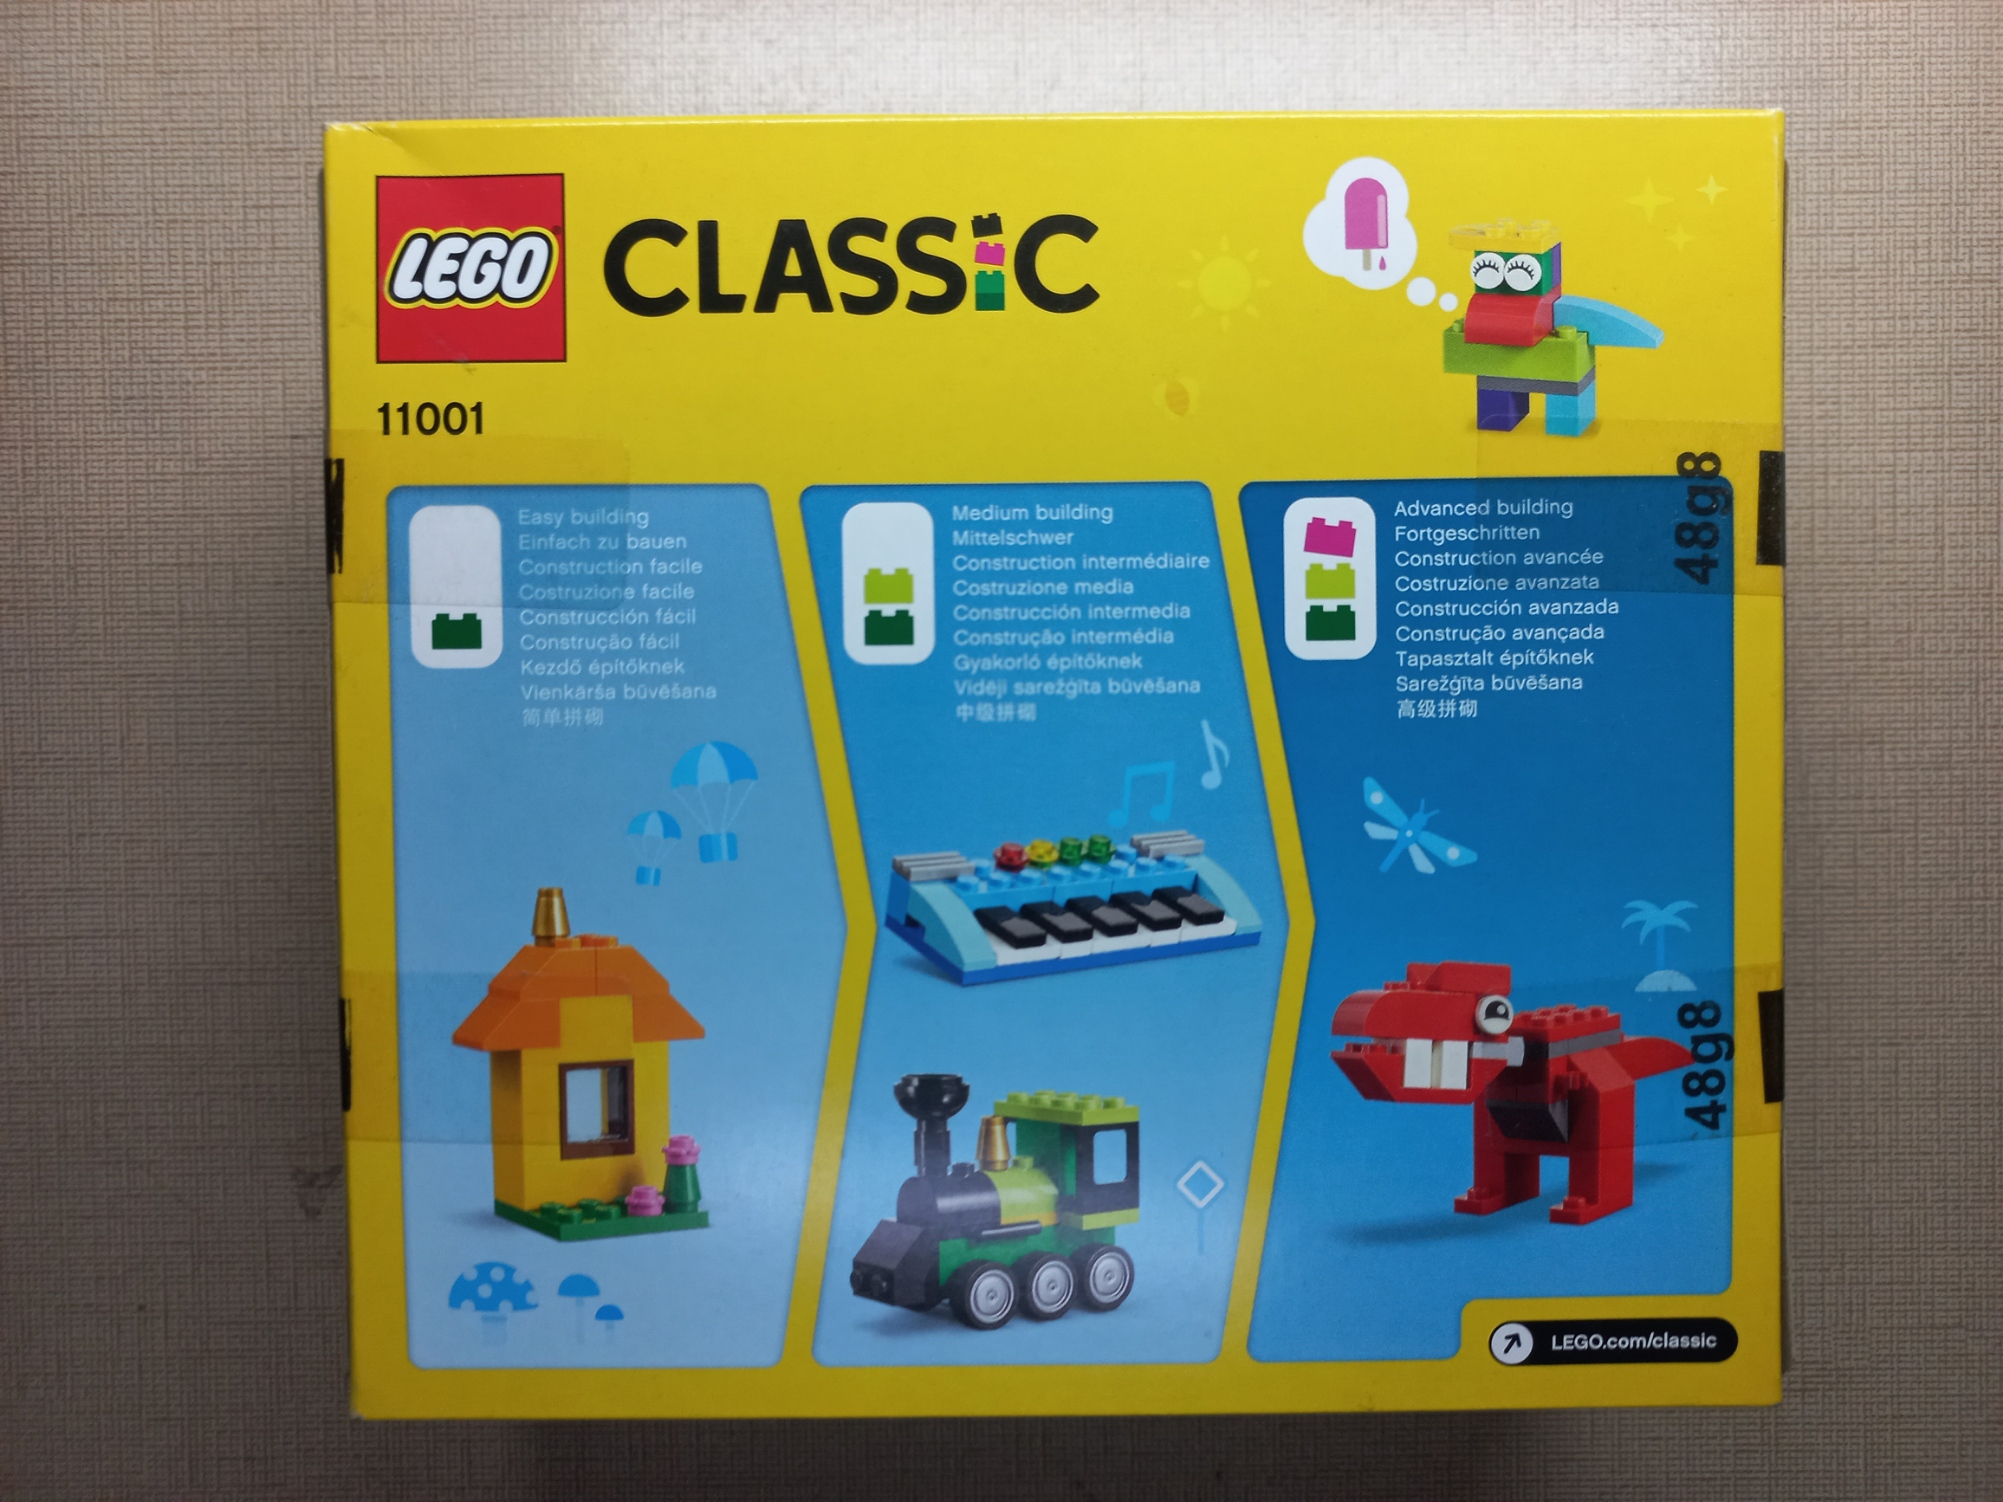 LEGO
CLASSiC
11001
Easy building
Einfach zu bauen
Construction facile
Costruzione facile
Construcción fácil
Construção fácil
Kezdő építőknek
Vienkārša būvēšana
简单拼砌
Medium building
Mittelschwer
Construction intermédiaire
Costruzione media
Construcción intermedia
Construção intermédia
Gyakorló építőknek
Vidēji sarežģīta būvēšana
中级拼砌
Advanced building
Fortgeschritten
Construction avancée
Costruzione avanzata
Construcción avanzada
Construção avançada
Tapasztalt építőknek
Sarežģīta būvēšana
高级拼砌
48g8
48g8
LEGO.com/classic